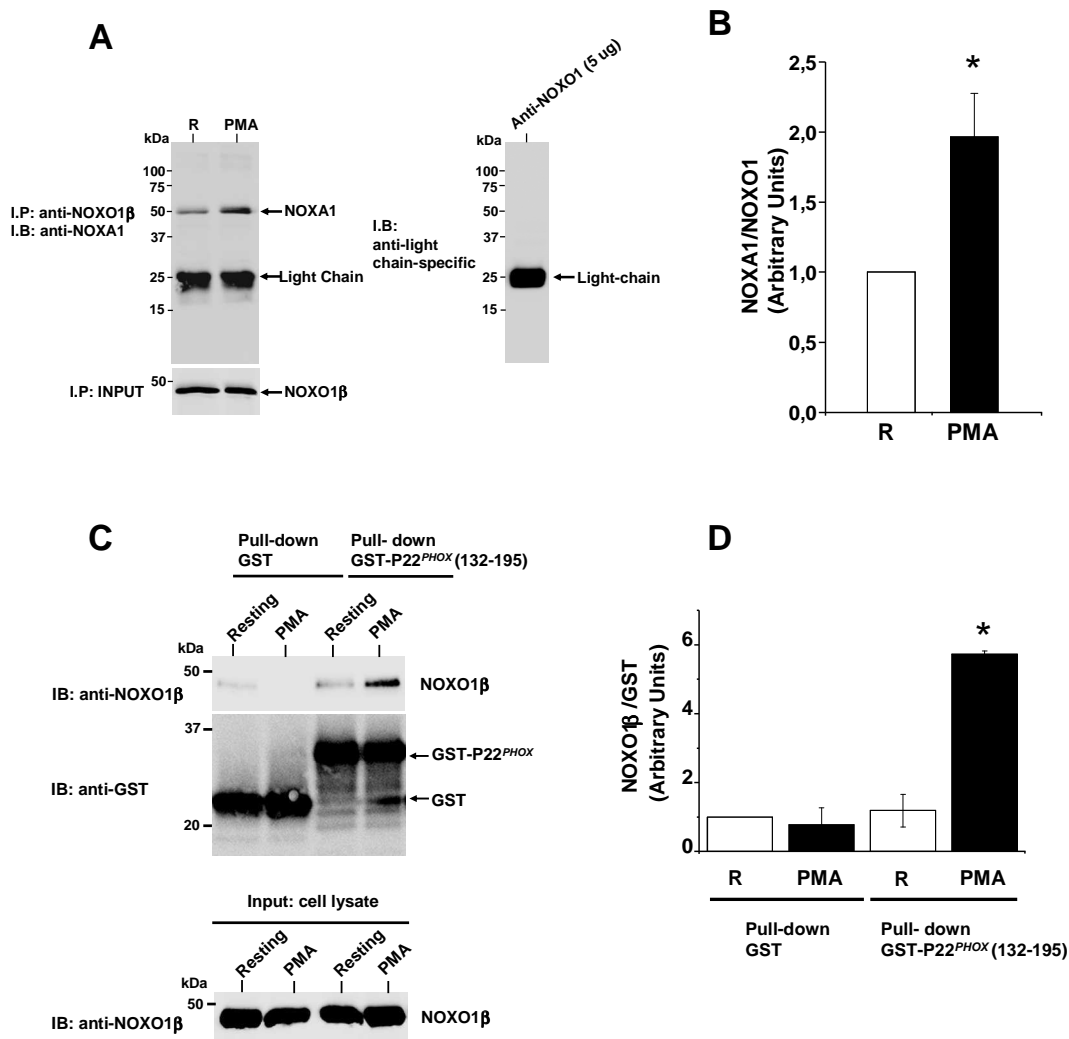 A
R PMA
kDa
100
75
50
37
25
15
I.P: anti-NOXO1β
I.B: anti-NOXA1
NOXA1
Light Chain
50
I.P: INPUT
NOXO1β
Anti-NOXO1 (5 ug)
kDa
100
75
50
37
25
15
I.B:
anti-light
chain-specific
Light-chain
B
NOXA1/NOXO1
(Arbitrary Units)
2,5
2,0
1,0
0,5
0,0
*
R PMA
C
Pull-down
GST
Pull- down
GST-P22PHOX (132-195)
Resting PMA Resting PMA
kDa
50
IB: anti-NOXO1β
NOXO1β
37
IB: anti-GST
GST-P22PHOX
GST
20
Input: cell lysate
Resting PMA Resting PMA
kDa
50
IB: anti-NOXO1β
NOXO1β
D
NOXO1β /GST
(Arbitrary Units)
6
4
2
1
0
*
R PMA R PMA
Pull-down
GST
Pull- down
GST-P22PHOX (132-195)